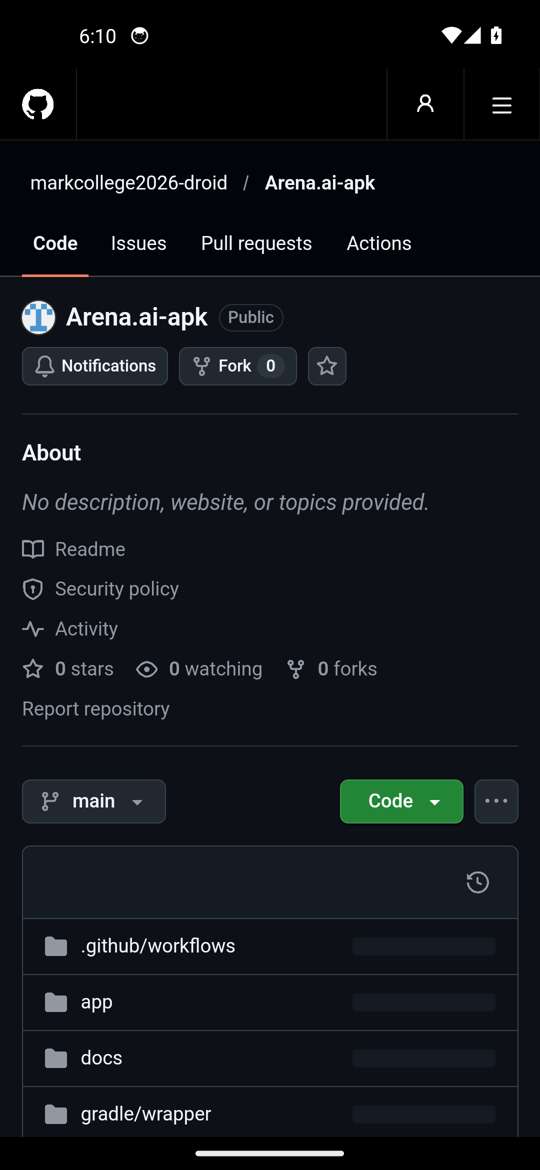 6:10
markcollege2026-droid / Arena.ai-apk
Code Issues Pull requests Actions
Arena.ai-apk Public
Notifications Fork 0
About
No description, website, or topics provided.
Readme
Security policy
Activity
0 stars 0 watching 0 forks
Report repository
main Code
.github/workflows
app
docs
gradle/wrapper